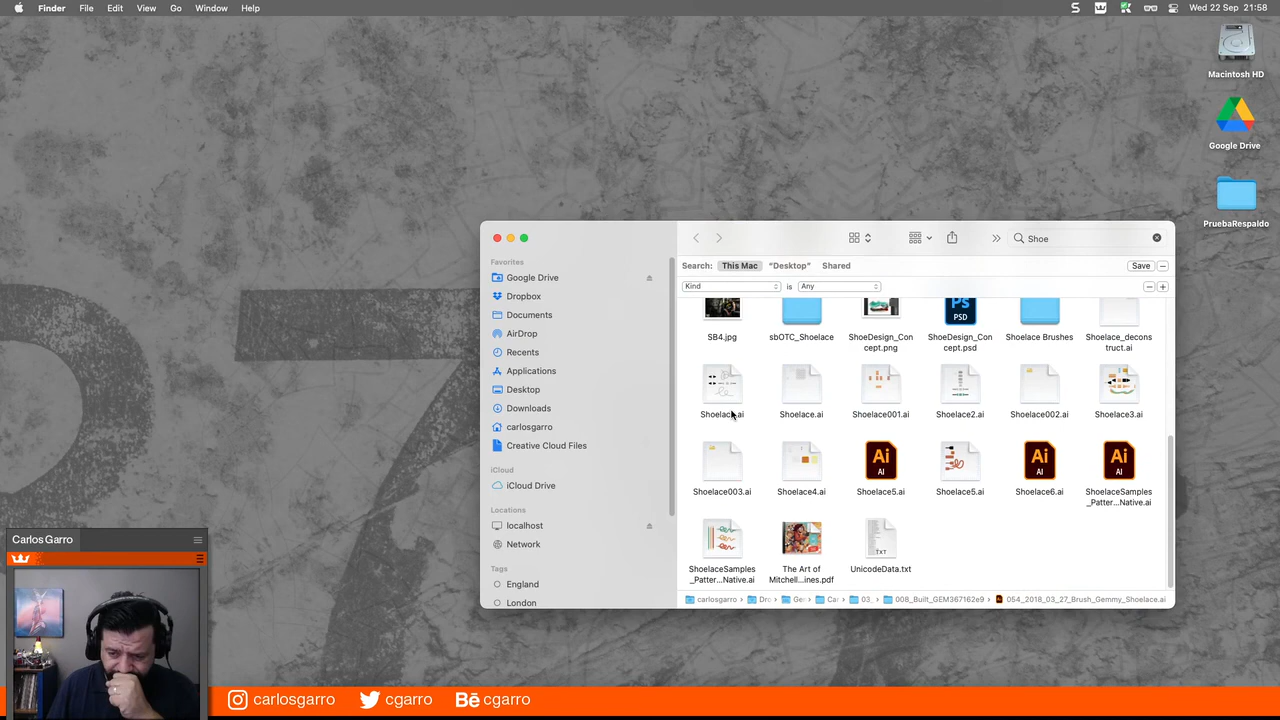 Finder File Edit View Go Window Help
Wed 22 Sep 21:58
Macintosh HD
Google Drive
PruebaRespaldo
Shoe
Search: This Mac "Desktop" Shared
Save
Kind is Any
Favorites
Google Drive
Dropbox
Documents
AirDrop
Recents
Applications
Desktop
Downloads
carlosgarro
Creative Cloud Files
iCloud
iCloud Drive
Locations
localhost
Network
Tags
England
London
SB4.jpg sbOTC_Shoelace ShoeDesign_Concept.png ShoeDesign_Concept.psd Shoelace Brushes Shoelace_deconstruct.ai
Shoelace.ai Shoelace.ai Shoelace001.ai Shoelace2.ai Shoelace002.ai Shoelace3.ai
Shoelace003.ai Shoelace4.ai Shoelace5.ai Shoelace5.ai Shoelace6.ai ShoelaceSamples_Patter...Native.ai
ShoelaceSamples_Patter...Native.ai The Art of Mitchell...ines.pdf UnicodeData.txt
carlosgarro › Dr › Ge › Ca › 03_ › 008_Built_GEM367162e9 › 054_2018_03_27_Brush_Gemmy_Shoelace.ai
Carlos Garro
carlosgarro cgarro Bē cgarro